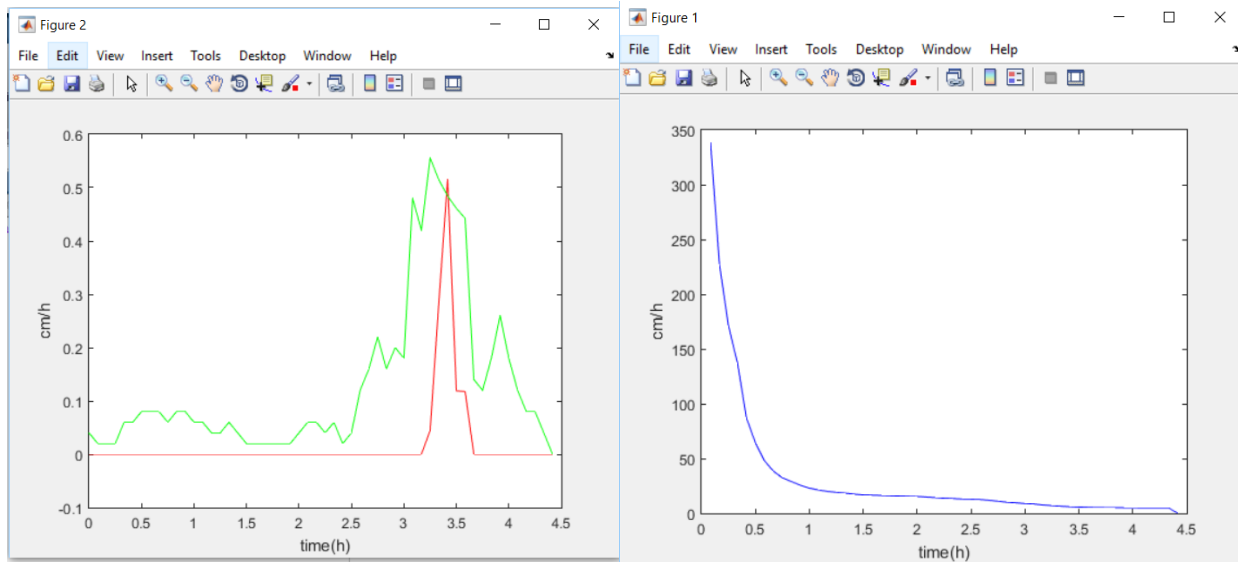 Figure 2
File Edit View Insert Tools Desktop Window Help
0.6
0.5
0.4
0.3
0.2
0.1
0
-0.1
cm/h
0 0.5 1 1.5 2 2.5 3 3.5 4 4.5
time(h)
Figure 1
File Edit View Insert Tools Desktop Window Help
350
300
250
200
150
100
50
0
cm/h
0 0.5 1 1.5 2 2.5 3 3.5 4 4.5
time(h)